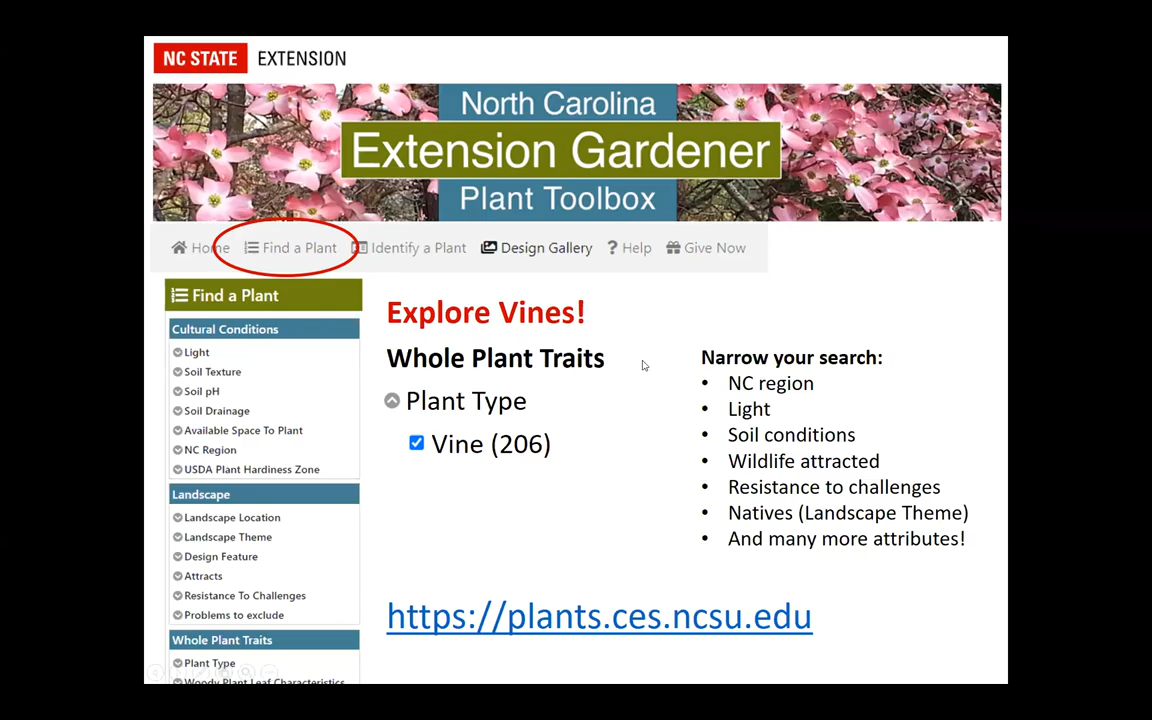 NC STATE EXTENSION
North Carolina
Extension Gardener
Plant Toolbox
Home Find a Plant Identify a Plant Design Gallery Help Give Now
Find a Plant
Cultural Conditions
Light
Soil Texture
Soil pH
Soil Drainage
Available Space To Plant
NC Region
USDA Plant Hardiness Zone
Landscape
Landscape Location
Landscape Theme
Design Feature
Attracts
Resistance To Challenges
Problems to exclude
Whole Plant Traits
Plant Type
Woody Plant Leaf Characteristics
Explore Vines!
Whole Plant Traits
Plant Type
Vine (206)
Narrow your search:
• NC region
• Light
• Soil conditions
• Wildlife attracted
• Resistance to challenges
• Natives (Landscape Theme)
• And many more attributes!
https://plants.ces.ncsu.edu